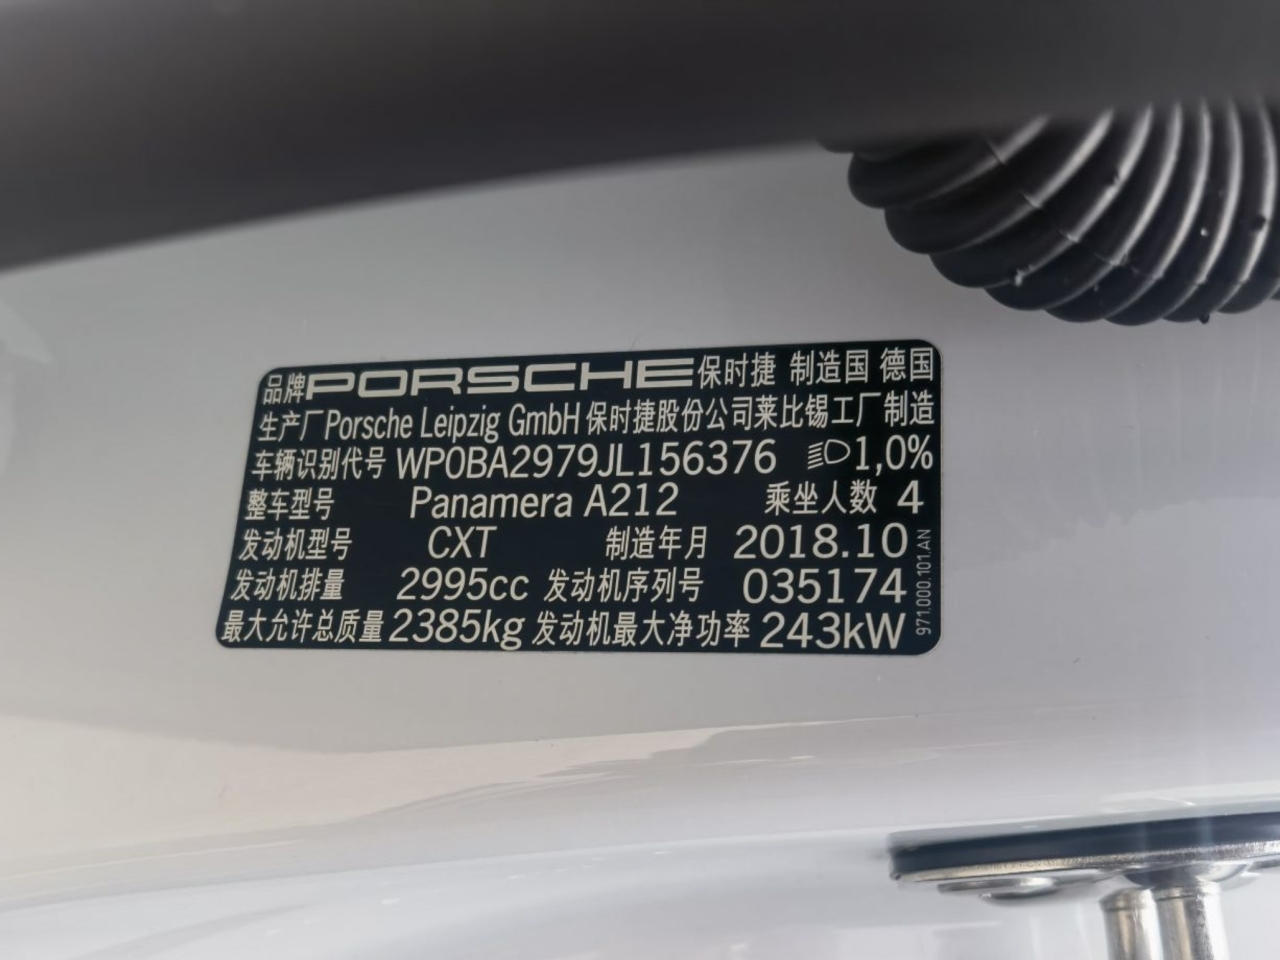 品牌PORSCHE保时捷 制造国 德国
生产厂Porsche Leipzig GmbH 保时捷股份公司莱比锡工厂制造
车辆识别代号 WP0BA2979JL156376 1,0%
整车型号 Panamera A212 乘坐人数 4
发动机型号 CXT 制造年月 2018.10
发动机排量 2995cc 发动机序列号 035174
最大允许总质量 2385kg 发动机最大净功率 243kW
971.000.101.AN